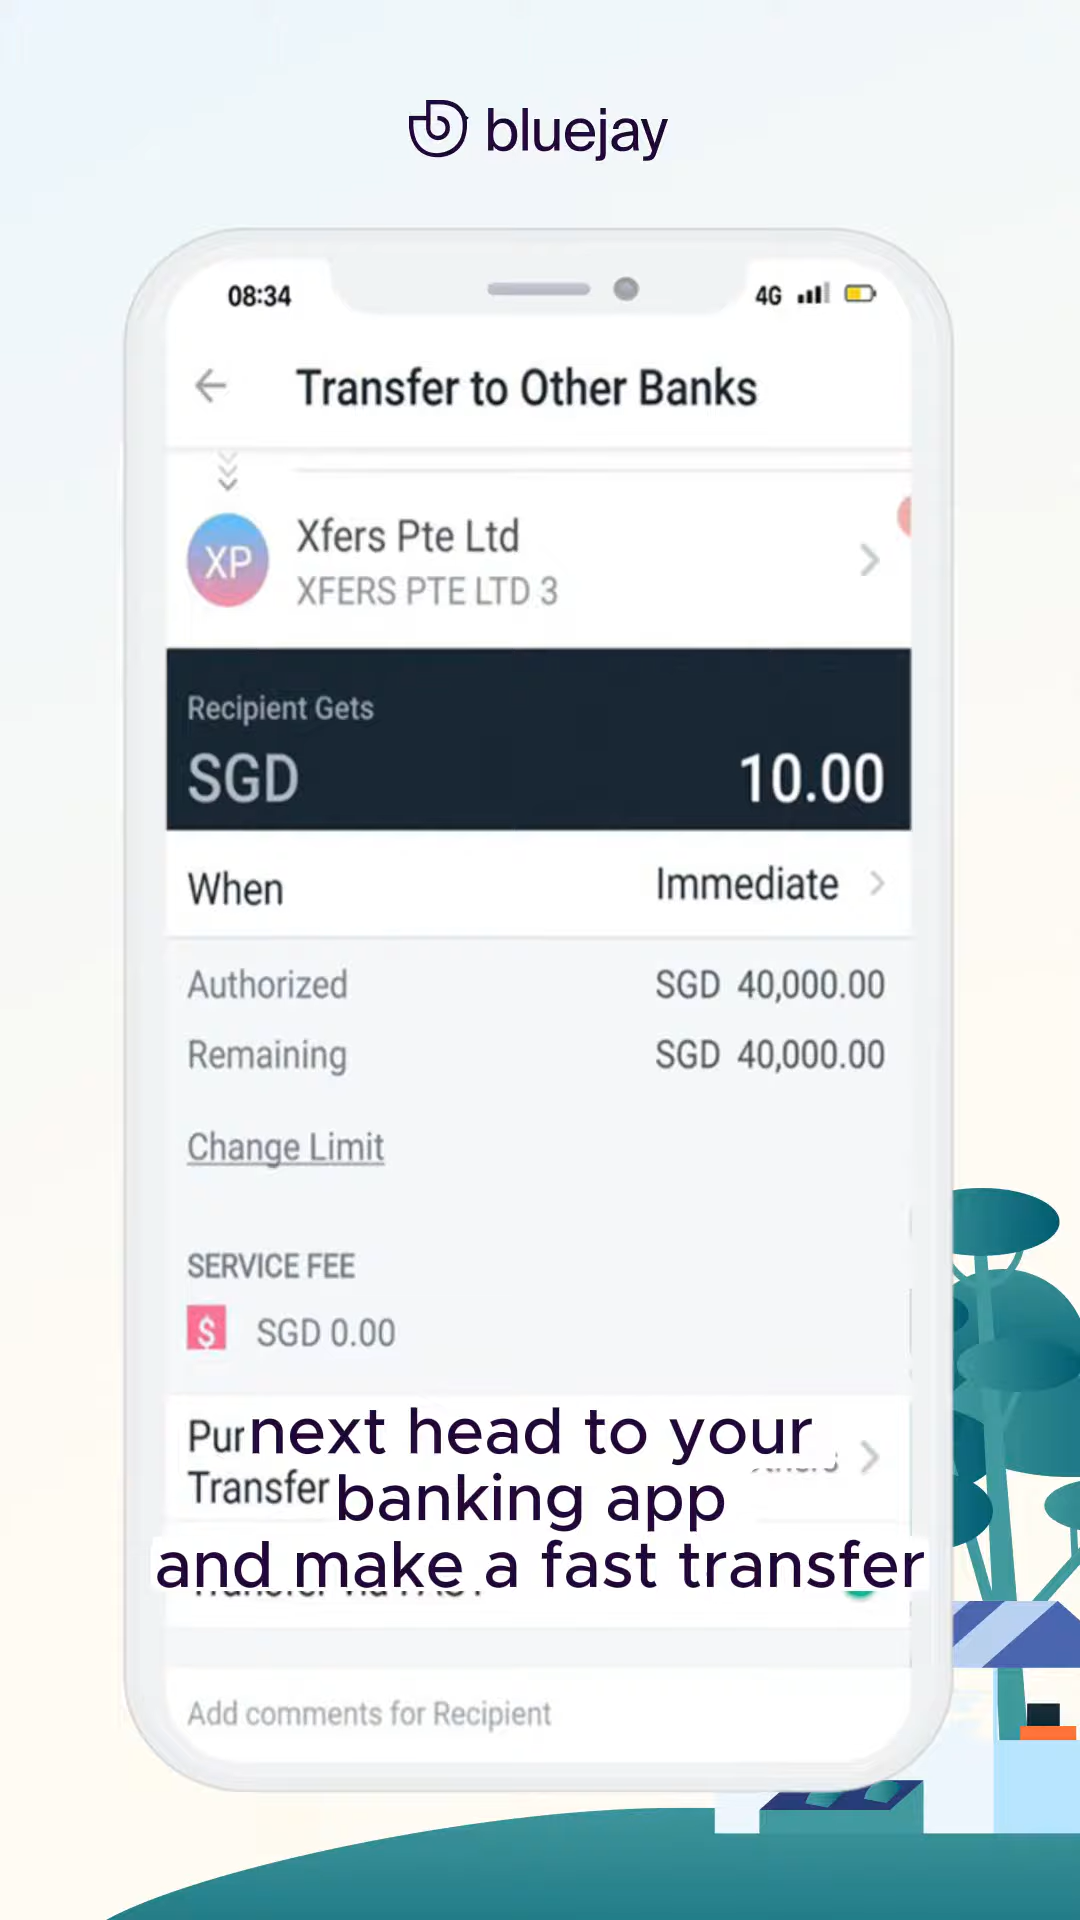 bluejay
08:34
4G
Transfer to Other Banks
XP
Xfers Pte Ltd
XFERS PTE LTD 3
Recipient Gets
SGD 10.00
When Immediate
Authorized SGD 40,000.00
Remaining SGD 40,000.00
Change Limit
SERVICE FEE
$ SGD 0.00
Pur
Transfer
next head to your
banking app
and make a fast transfer
Add comments for Recipient